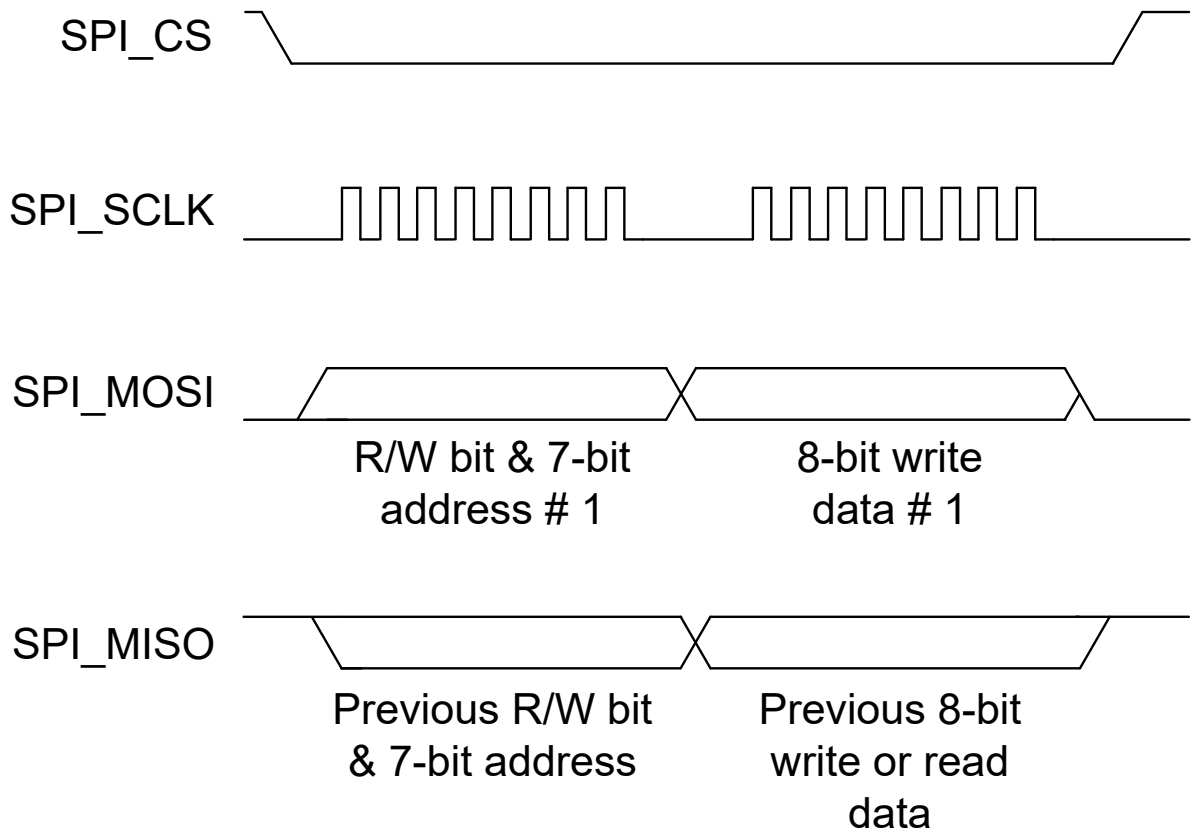 SPI_CS
SPI_SCLK
SPI_MOSI
R/W bit & 7-bit
address # 1
8-bit write
data # 1
SPI_MISO
Previous R/W bit
& 7-bit address
Previous 8-bit
write or read
data